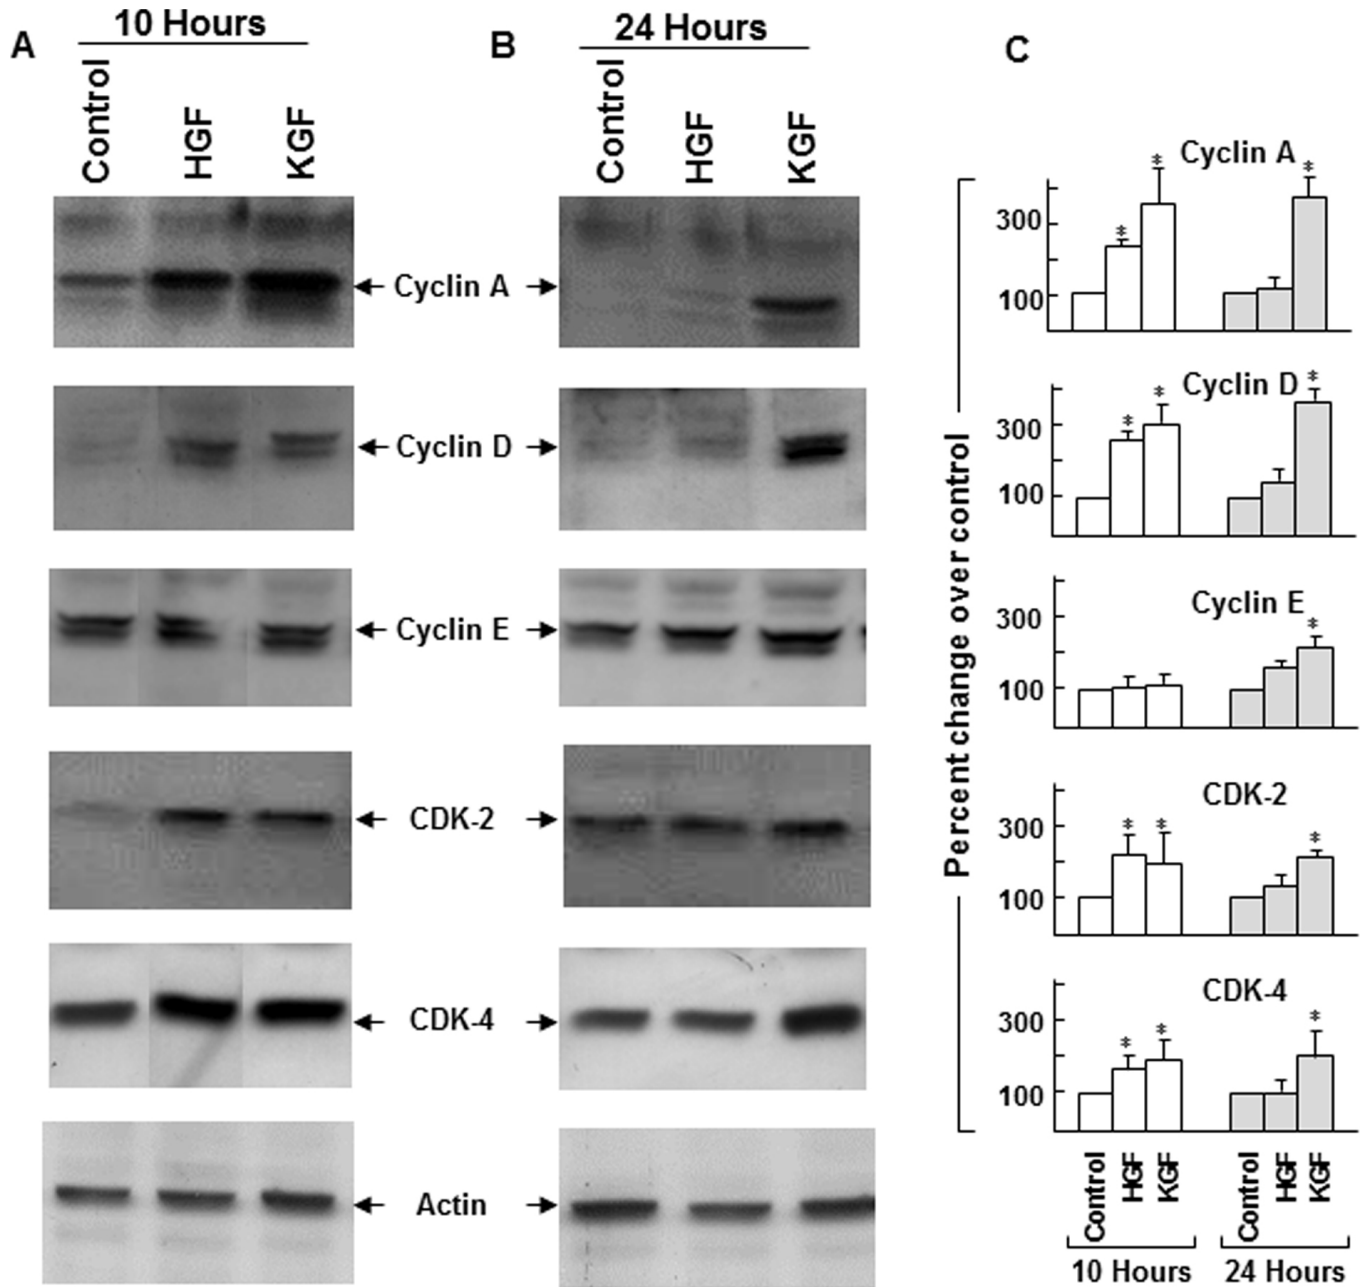 A
10 Hours
Control
HGF
KGF
B
24 Hours
Control
HGF
KGF
Cyclin A
Cyclin D
Cyclin E
CDK-2
CDK-4
Actin
C
Percent change over control
Cyclin A
300
100
* * *
Cyclin D
300
100
* * *
Cyclin E
300
100
*
CDK-2
300
100
* * *
CDK-4
300
100
* * *
Control
HGF
KGF
Control
HGF
KGF
10 Hours
24 Hours